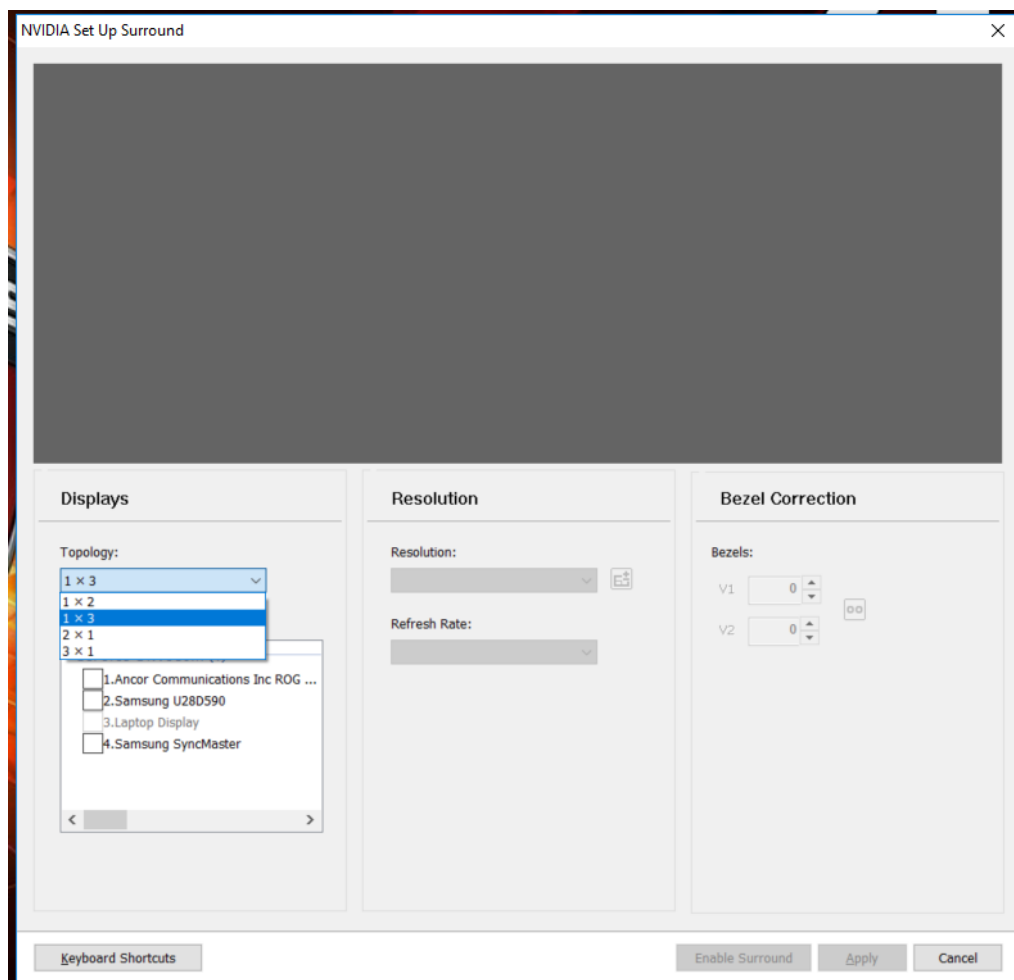 NVIDIA Set Up Surround
Displays
Topology:
1 × 3
1 × 2
1 × 3
2 × 1
3 × 1
1.Ancor Communications Inc ROG ...
2.Samsung U28D590
3.Laptop Display
4.Samsung SyncMaster
Resolution
Resolution:
Refresh Rate:
Bezel Correction
Bezels:
V1 0
V2 0
Keyboard Shortcuts
Enable Surround
Apply
Cancel